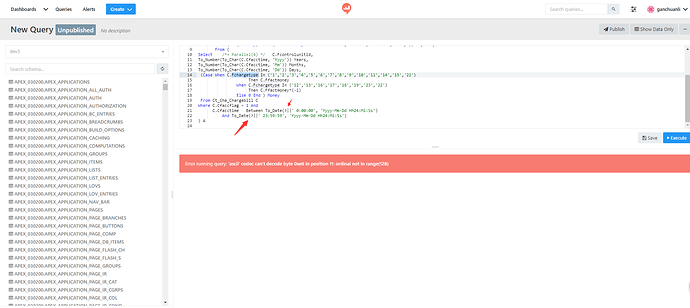 Dashboards
Queries
Alerts
Create
Search queries...
ganchuanli
New Query
Unpublished
No description
Publish
Show Data Only
dev3
Search schema...
APEX_030200.APEX_APPLICATIONS
APEX_030200.APEX_APPLICATION_ALL_AUTH
APEX_030200.APEX_APPLICATION_AUTH
APEX_030200.APEX_APPLICATION_AUTHORIZATION
APEX_030200.APEX_APPLICATION_BC_ENTRIES
APEX_030200.APEX_APPLICATION_BREADCRUMBS
APEX_030200.APEX_APPLICATION_BUILD_OPTIONS
APEX_030200.APEX_APPLICATION_CACHING
APEX_030200.APEX_APPLICATION_COMPUTATIONS
APEX_030200.APEX_APPLICATION_GROUPS
APEX_030200.APEX_APPLICATION_ITEMS
APEX_030200.APEX_APPLICATION_LISTS
APEX_030200.APEX_APPLICATION_LIST_ENTRIES
APEX_030200.APEX_APPLICATION_LOVS
APEX_030200.APEX_APPLICATION_LOV_ENTRIES
APEX_030200.APEX_APPLICATION_NAV_BAR
APEX_030200.APEX_APPLICATION_PAGES
APEX_030200.APEX_APPLICATION_PAGE_BRANCHES
APEX_030200.APEX_APPLICATION_PAGE_BUTTONS
APEX_030200.APEX_APPLICATION_PAGE_COMP
APEX_030200.APEX_APPLICATION_PAGE_DB_ITEMS
APEX_030200.APEX_APPLICATION_PAGE_FLASH_CH
APEX_030200.APEX_APPLICATION_PAGE_FLASH_S
APEX_030200.APEX_APPLICATION_PAGE_GROUPS
APEX_030200.APEX_APPLICATION_PAGE_IR
APEX_030200.APEX_APPLICATION_PAGE_IR_CAT
APEX_030200.APEX_APPLICATION_PAGE_IR_CGRPS
APEX_030200.APEX_APPLICATION_PAGE_IR_COL
9 from (
10 Select /*+ Parallel(6) */ C.Fcontrolunitid,
11 To_Number(To_Char(C.Facctime, 'Yyyy')) Years,
12 To_Number(To_Char(C.Facctime, 'Mm')) Months,
13 To_Number(To_Char(C.Facctime, 'Dd')) Days,
14 (Case When C.Fchargetype In ('1','2','3','4','5','6','7','8','9','10','11','14','15','22')
15 Then C.Ffactmoney
16 when C.Fchargetype In ('12','13','16','17','18','19','23','22')
17 Then C.Ffactmoney*(-1)
18 Else 0 End ) Money
19 from Ct_Cha_Chargebill C
20 where C.Faccflag = 1 And
21 C.Facctime Between To_Date(X||' 0:00:00', 'Yyyy-Mm-Dd Hh24:Mi:Ss')
22 And To_Date(X||' 23:59:59', 'Yyyy-Mm-Dd Hh24:Mi:Ss')
23 ) A
24
Save
Execute
Error running query: 'ascii' codec can't decode byte 0xe6 in position 11: ordinal not in range(128)